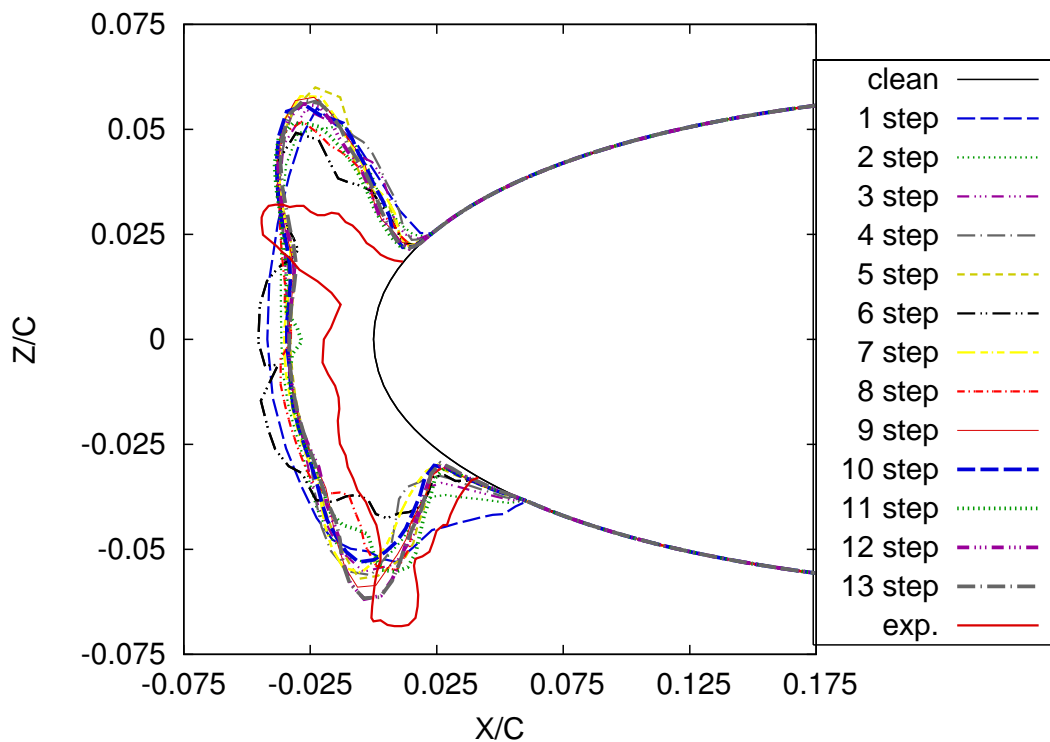 0.075
0.05
0.025
0
-0.025
-0.05
-0.075
Z/C
-0.075 -0.025 0.025 0.075 0.125 0.175
X/C
clean
1 step
2 step
3 step
4 step
5 step
6 step
7 step
8 step
9 step
10 step
11 step
12 step
13 step
exp.